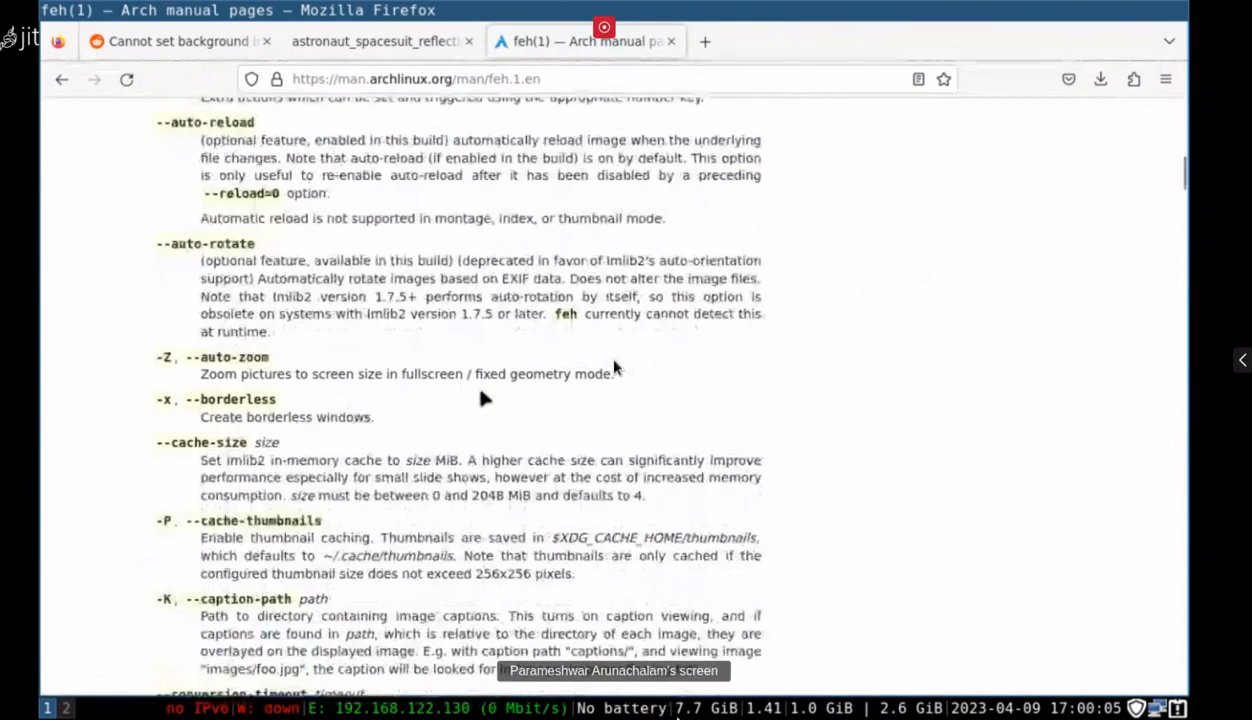 feh(1) — Arch manual pages — Mozilla Firefox
jit
Cannot set background i
astronaut_spacesuit_reflecti
feh(1) — Arch manual pa
https://man.archlinux.org/man/feh.1.en
Extra actions which can be set and triggered using the appropriate number key.
--auto-reload
(optional feature, enabled in this build) automatically reload image when the underlying
file changes. Note that auto-reload (if enabled in the build) is on by default. This option
is only useful to re-enable auto-reload after it has been disabled by a preceding
--reload=0 option.
Automatic reload is not supported in montage, index, or thumbnail mode.
--auto-rotate
(optional feature, available in this build) (deprecated in favor of Imlib2's auto-orientation
support) Automatically rotate images based on EXIF data. Does not alter the image files.
Note that Imlib2 version 1.7.5+ performs auto-rotation by itself, so this option is
obsolete on systems with Imlib2 version 1.7.5 or later. feh currently cannot detect this
at runtime.
-Z, --auto-zoom
Zoom pictures to screen size in fullscreen / fixed geometry mode.
-x, --borderless
Create borderless windows.
--cache-size size
Set imlib2 in-memory cache to size MiB. A higher cache size can significantly improve
performance especially for small slide shows, however at the cost of increased memory
consumption. size must be between 0 and 2048 MiB and defaults to 4.
-P, --cache-thumbnails
Enable thumbnail caching. Thumbnails are saved in $XDG_CACHE_HOME/thumbnails,
which defaults to ~/.cache/thumbnails. Note that thumbnails are only cached if the
configured thumbnail size does not exceed 256x256 pixels.
-K, --caption-path path
Path to directory containing image captions. This turns on caption viewing, and if
captions are found in path, which is relative to the directory of each image, they are
overlayed on the displayed image. E.g. with caption path "captions/", and viewing image
"images/foo.jpg", the caption will be looked for
Parameshwar Arunachalam's screen
--conversion-timeout timeout
1 2 no IPv6|W: down|E: 192.168.122.130 (0 Mbit/s)|No battery|7.7 GiB|1.41|1.0 GiB | 2.6 GiB|2023-04-09 17:00:05